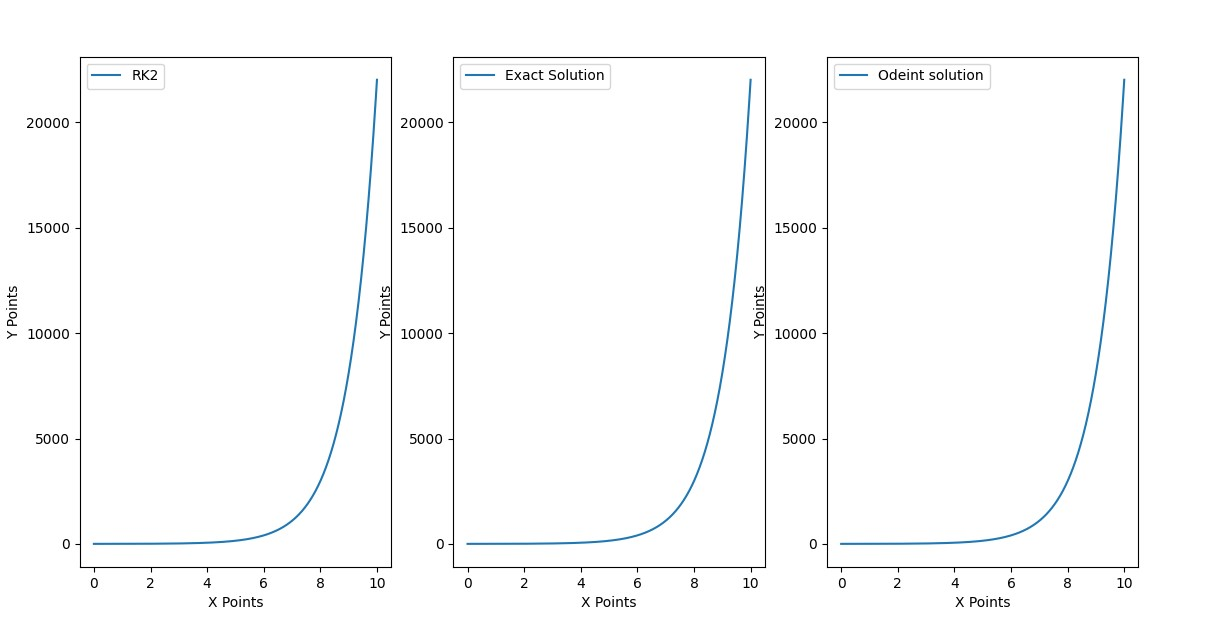 RK2
20000
15000
10000
5000
0
0 2 4 6 8 10
X Points
Y Points
Exact Solution
20000
15000
10000
5000
0
0 2 4 6 8 10
X Points
Y Points
Odeint solution
20000
15000
10000
5000
0
0 2 4 6 8 10
X Points
Y Points